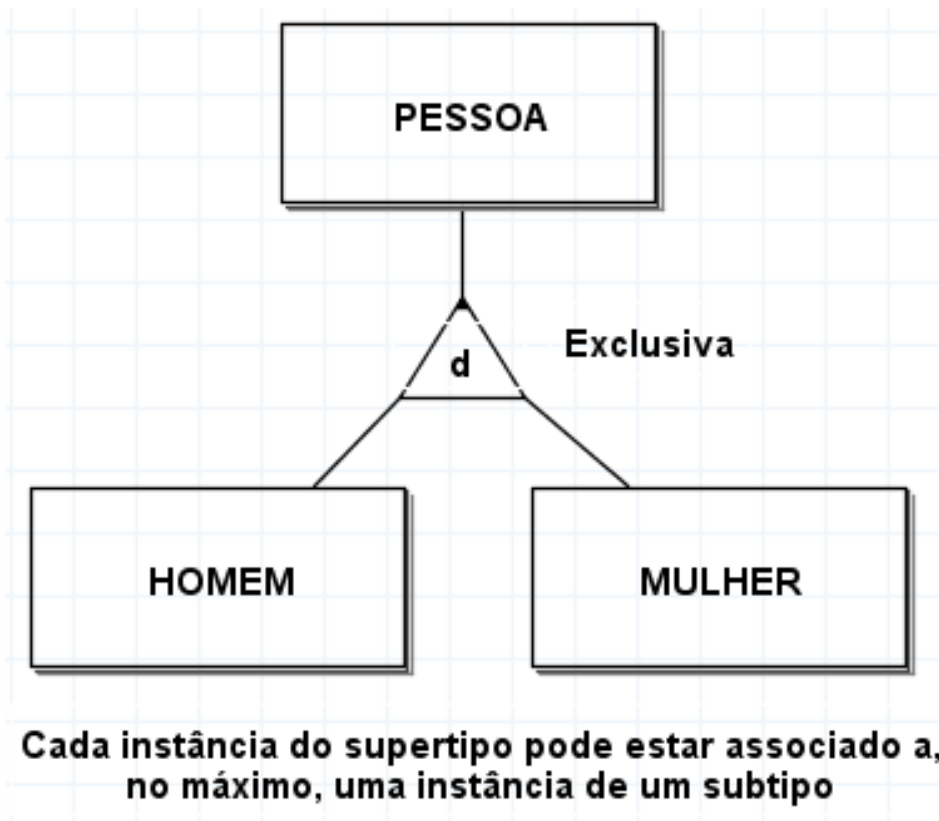 PESSOA
d
Exclusiva
HOMEM
MULHER
Cada instância do supertipo pode estar associado a,
no máximo, uma instância de um subtipo